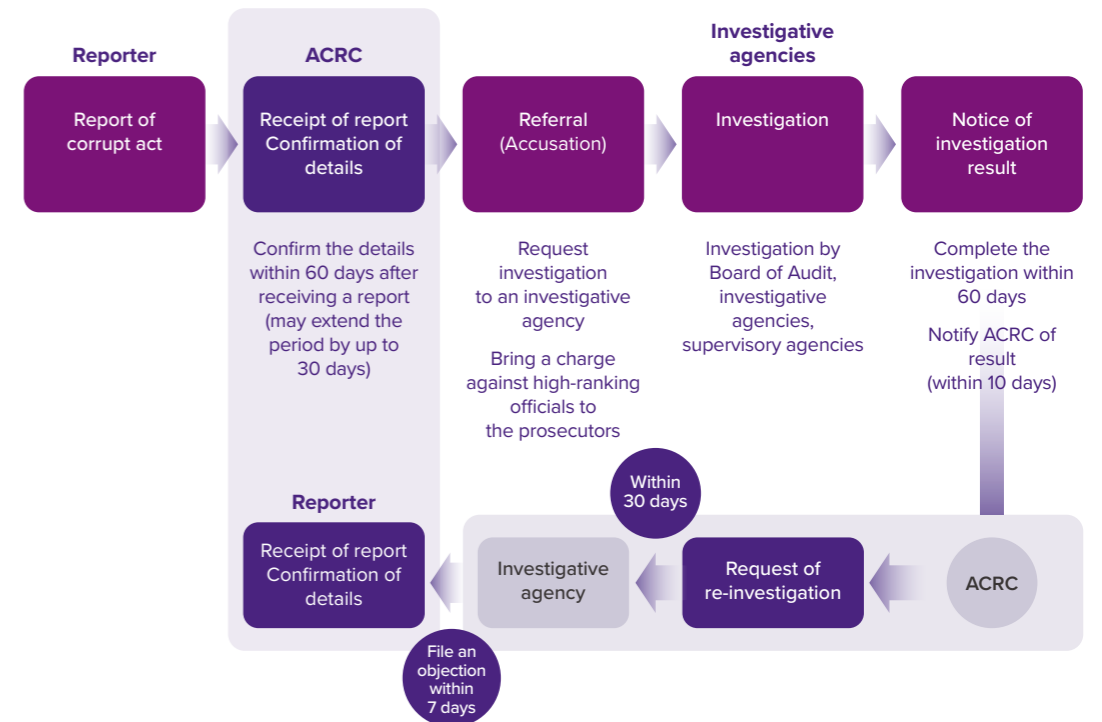 Reporter
Report of
corrupt act
ACRC
Receipt of report
Confirmation of
details
Confirm the details
within 60 days after
receiving a report
(may extend the
period by up to
30 days)
Referral
(Accusation)
Request
investigation
to an investigative
agency
Bring a charge
against high-ranking
officials to
the prosecutors
Investigative
agencies
Investigation
Investigation by
Board of Audit,
investigative
agencies,
supervisory agencies
Notice of
investigation
result
Complete the
investigation within
60 days
Notify ACRC of
result
(within 10 days)
ACRC
Request of
re-investigation
Within
30 days
Investigative
agency
File an
objection
within
7 days
Reporter
Receipt of report
Confirmation of
details